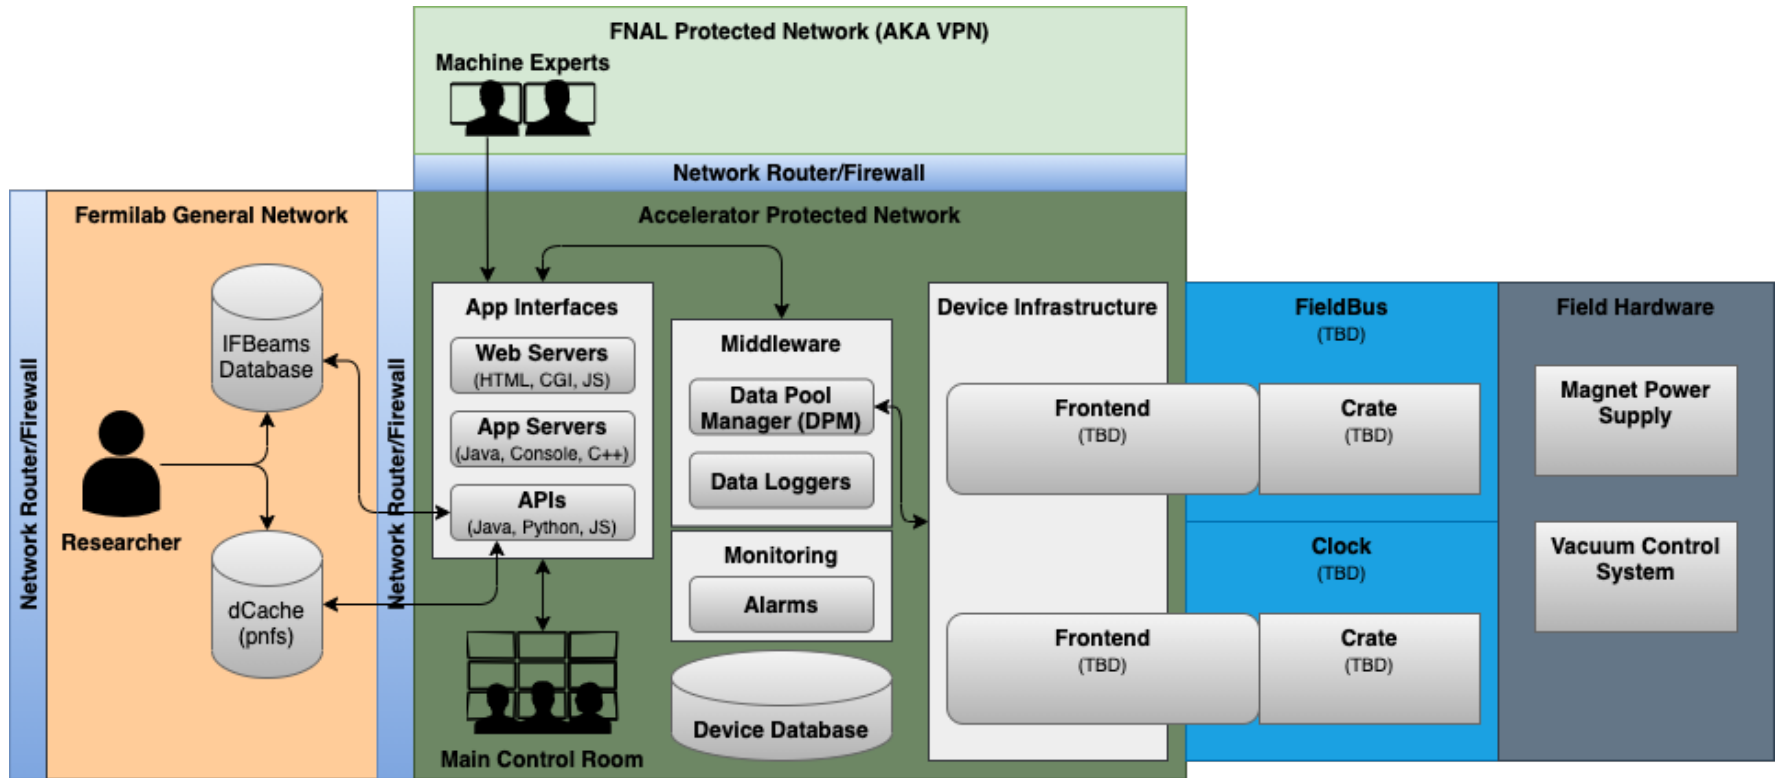 FNAL Protected Network (AKA VPN)
Machine Experts
Network Router/Firewall
Network Router/Firewall
Fermilab General Network
IFBeams
Database
Researcher
dCache
(pnfs)
Network Router/Firewall
Accelerator Protected Network
App Interfaces
Web Servers
(HTML, CGI, JS)
App Servers
(Java, Console, C++)
APIs
(Java, Python, JS)
Main Control Room
Middleware
Data Pool
Manager (DPM)
Data Loggers
Monitoring
Alarms
Device Database
Device Infrastructure
Frontend
(TBD)
Frontend
(TBD)
FieldBus
(TBD)
Crate
(TBD)
Clock
(TBD)
Crate
(TBD)
Field Hardware
Magnet Power
Supply
Vacuum Control
System